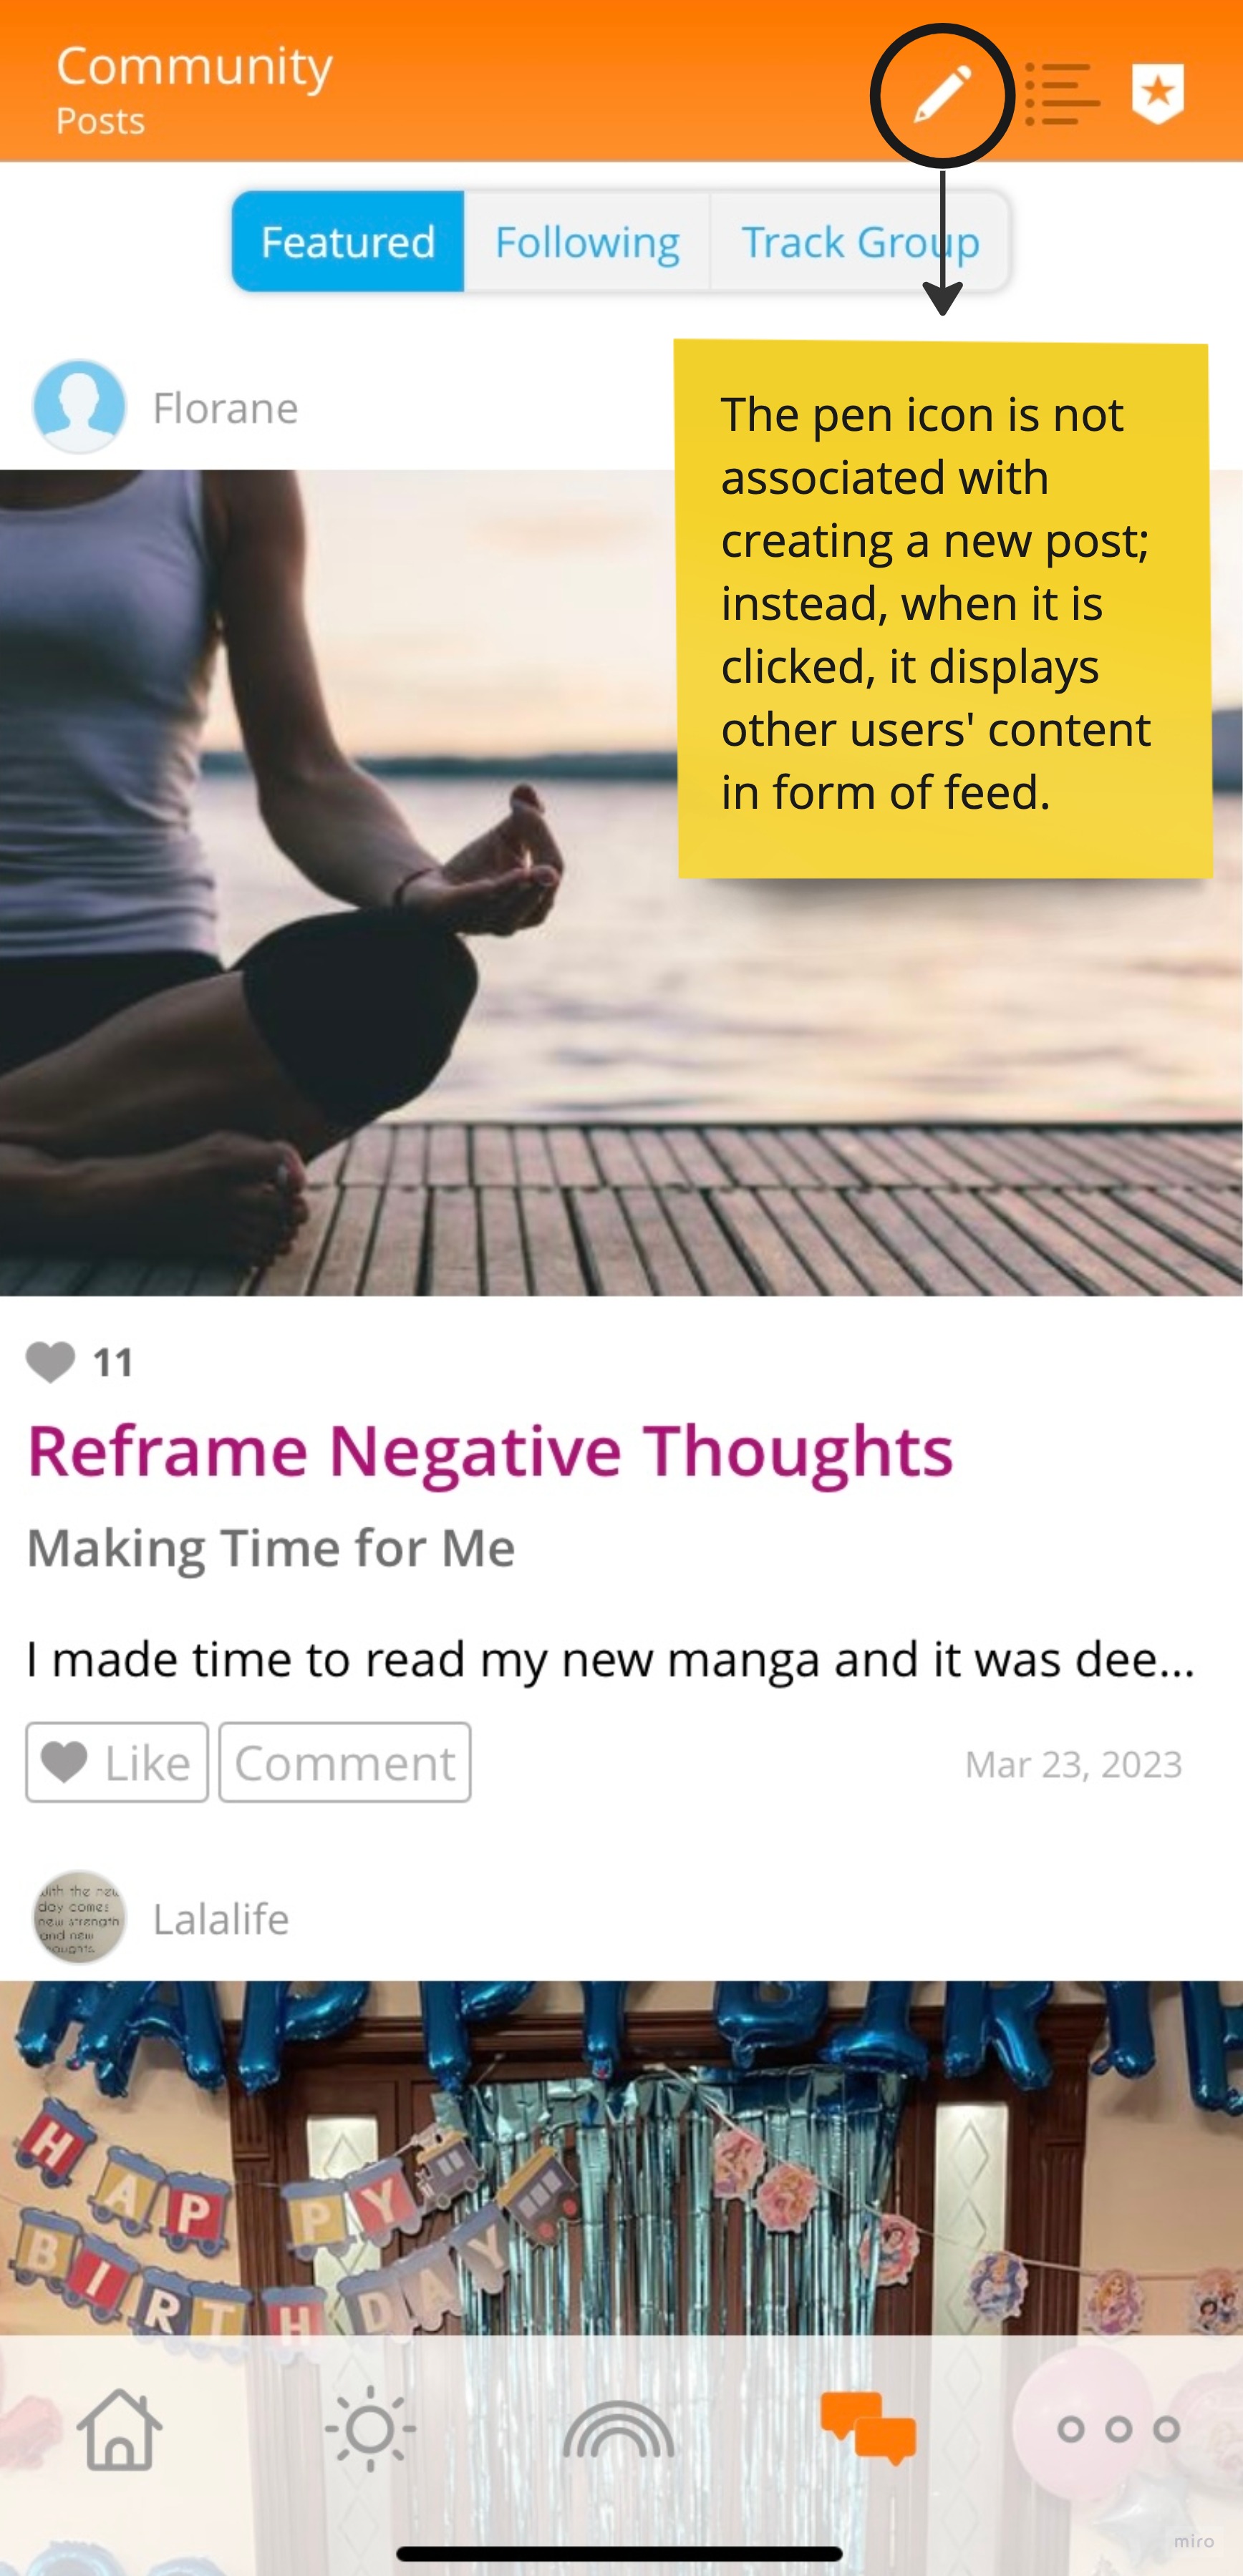 Community
Posts
Featured
Following
Track Group
Florane
The pen icon is not
associated with
creating a new post;
instead, when it is
clicked, it displays
other users' content
in form of feed.
11
Reframe Negative Thoughts
Making Time for Me
I made time to read my new manga and it was dee...
Like
Comment
Mar 23, 2023
with the new
day comes
new strength
and new
thoughts.
Lalalife
HAPPY BIRTH
HAPPY
BIRTHDAY
miro